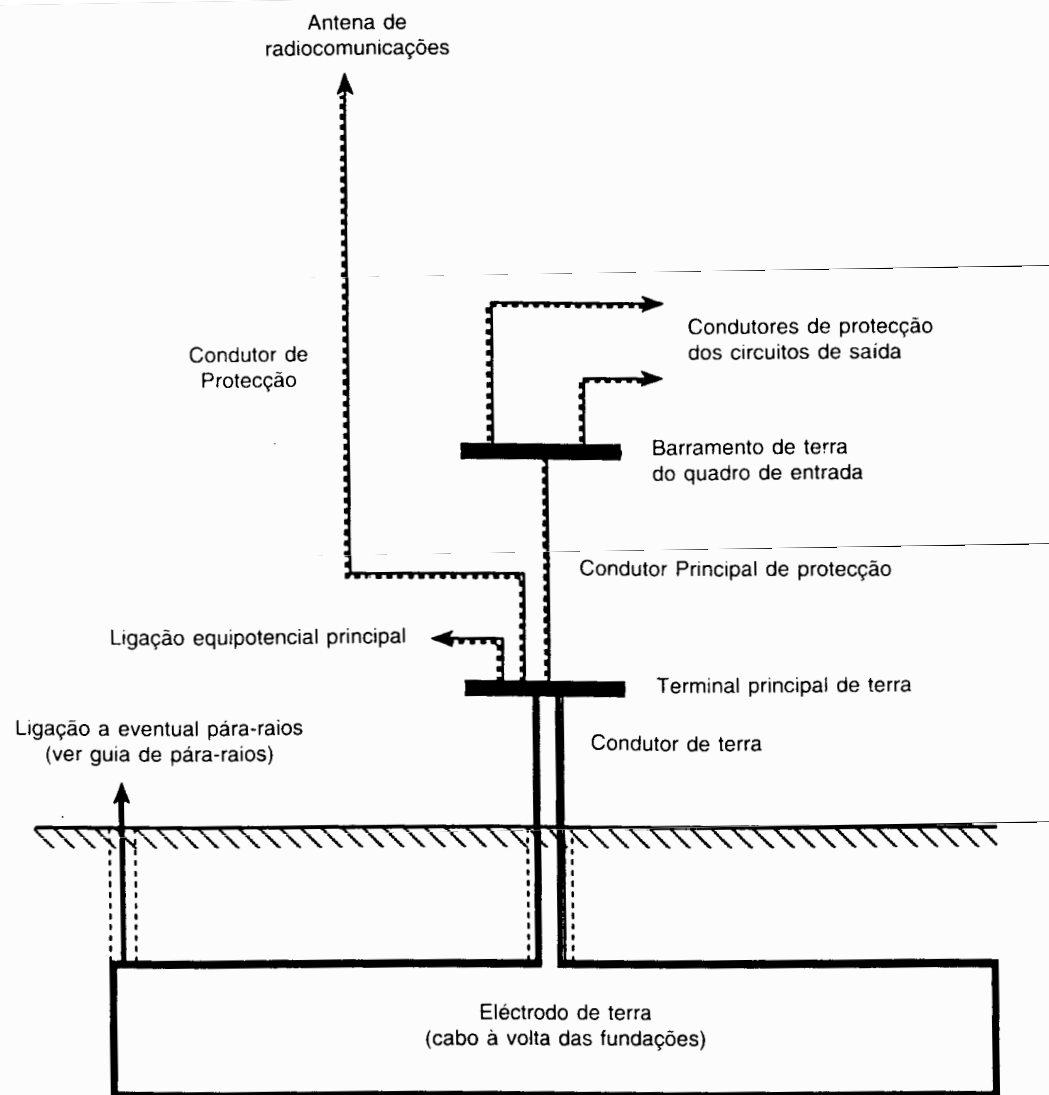 Antena de
radiocomunicações
Condutores de protecção
dos circuitos de saída
Condutor de
Protecção
Barramento de terra
do quadro de entrada
Condutor Principal de protecção
Ligação equipotencial principal
Terminal principal de terra
Ligação a eventual pára-raios
(ver guia de pára-raios)
Condutor de terra
Eléctrodo de terra
(cabo à volta das fundações)